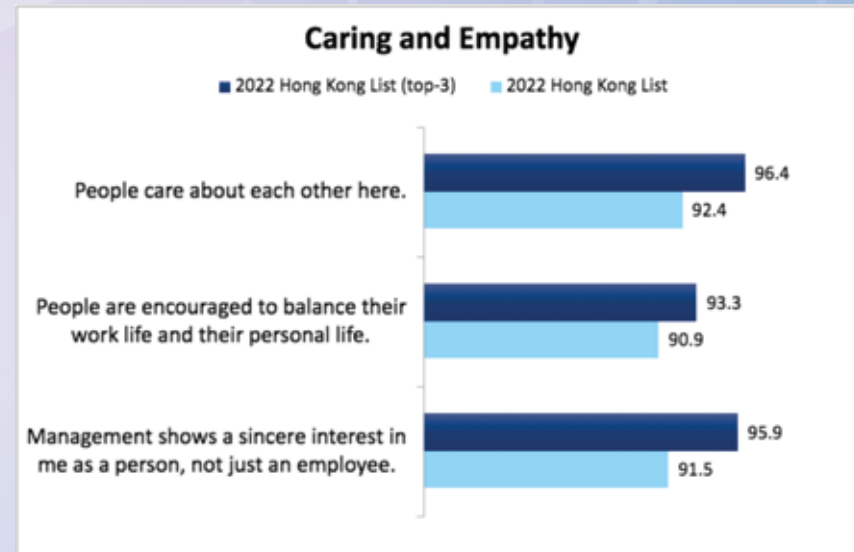 Caring and Empathy
2022 Hong Kong List (top-3) 2022 Hong Kong List
People care about each other here.
96.4
92.4
People are encouraged to balance their
work life and their personal life.
93.3
90.9
Management shows a sincere interest in
me as a person, not just an employee.
95.9
91.5